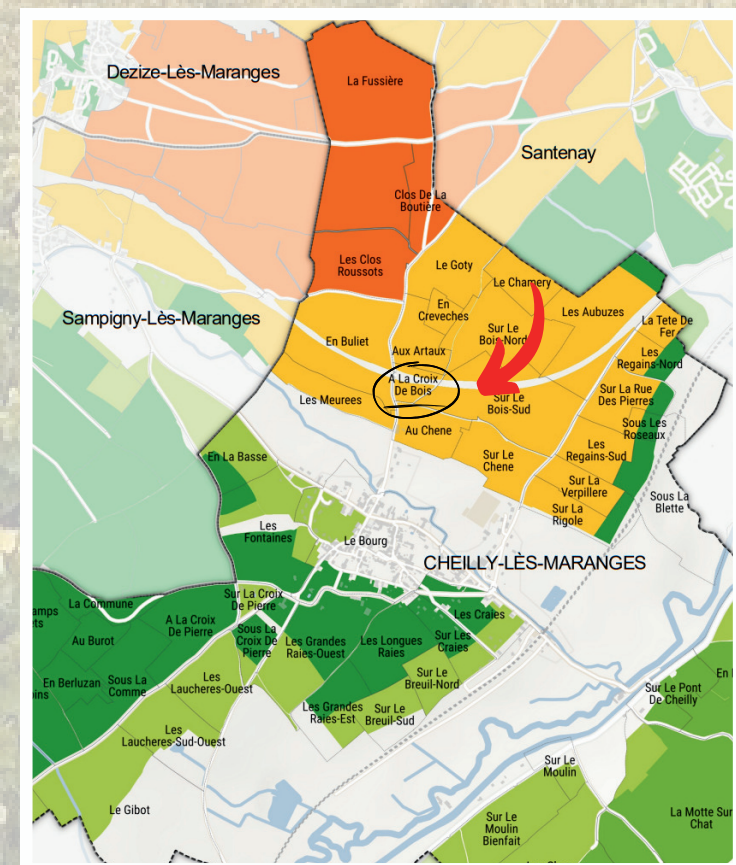 Dezize-Lès-Maranges
La Fussière
Santenay
Clos De La
Boutière
Les Clos
Roussots
Le Goty
Le Chamery
En
Creveches
Les Aubuzes
Sampigny-Lès-Maranges
La Tete De
Fer
Sur Le
Bois-Nord
En Buliet
Aux Artaux
Les
Regains-Nord
A La Croix
De Bois
Les Meurees
Sur Le
Bois-Sud
Sur La Rue
Des Pierres
Au Chene
Sous Les
Roseaux
Les
Regains-Sud
Sur Le
Chene
En La Basse
Sur La
Verpillere
Sous La
Blette
Sur La
Rigole
Les
Fontaines
Le Bourg
CHEILLY-LÈS-MARANGES
Sur La Croix
De Pierre
La Commune
amps
ets
A La Croix
De Pierre
Les Craies
Au Burot
Sous La
Croix De
Pierre
Les Grandes
Raies-Ouest
Les Longues
Raies
Sur Les
Craies
En Berluzan
ins
Sous La
Comme
Les
Laucheres-Ouest
Sur Le
Breuil-Nord
En
Sur Le Pont
De Cheilly
Les Grandes
Raies-Est
Sur Le
Breuil-Sud
Les
Laucheres-Sud-Ouest
Sur Le
Moulin
Le Gibot
Sur Le
Moulin
Bienfait
La Motte Sur
Chat